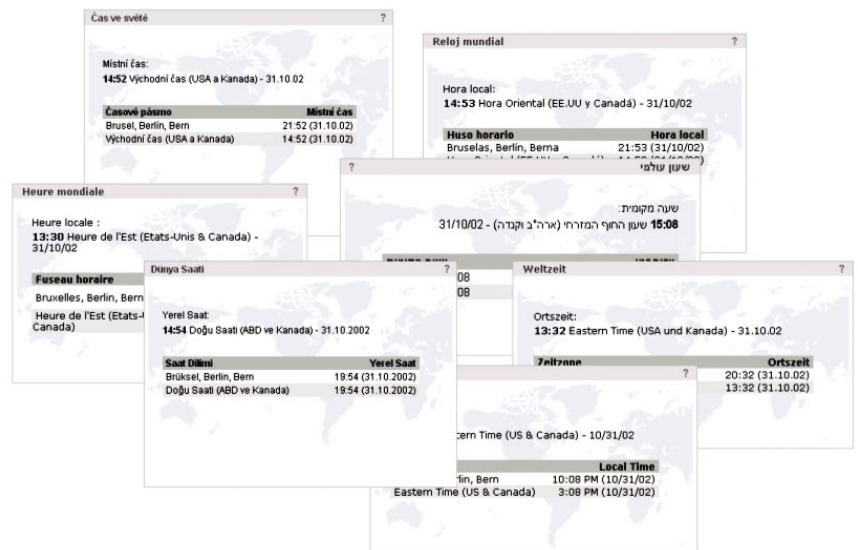 Čas ve světě ?
Místní čas:
14:52 Východní čas (USA a Kanada) - 31.10.02
Časové pásmo Místní čas
Brusel, Berlín, Bern 21:52 (31.10.02)
Východní čas (USA a Kanada) 14:52 (31.10.02)
Reloj mundial ?
Hora local:
14:53 Hora Oriental (EE.UU y Canadá) - 31/10/02
Huso horario Hora local
Bruselas, Berlín, Berna 21:53 (31/10/02)
? שעון עולמי
שעה מקומית:
15:08 שעון החוף המזרחי (ארה"ב וקנדה) - 31/10/02
08
08
Heure mondiale ?
Heure locale :
13:30 Heure de l'Est (Etats-Unis & Canada) -
31/10/02
Fuseau horaire
Bruxelles, Berlin, Bern
Heure de l'Est (Etats-
Canada)
Dünya Saati ?
Yerel Saat:
14:54 Doğu Saati (ABD ve Kanada) - 31.10.2002
Saat Dilimi Yerel Saat
Brüksel, Berlin, Bern 19:54 (31.10.2002)
Doğu Saati (ABD ve Kanada) 19:54 (31.10.2002)
Weltzeit ?
Ortszeit:
13:32 Eastern Time (USA und Kanada) - 31.10.02
Zeitzone Ortszeit
20:32 (31.10.02)
13:32 (31.10.02)
?
tern Time (US & Canada) - 10/31/02
Local Time
rlin, Bern 10:08 PM (10/31/02)
Eastern Time (US & Canada) 3:08 PM (10/31/02)